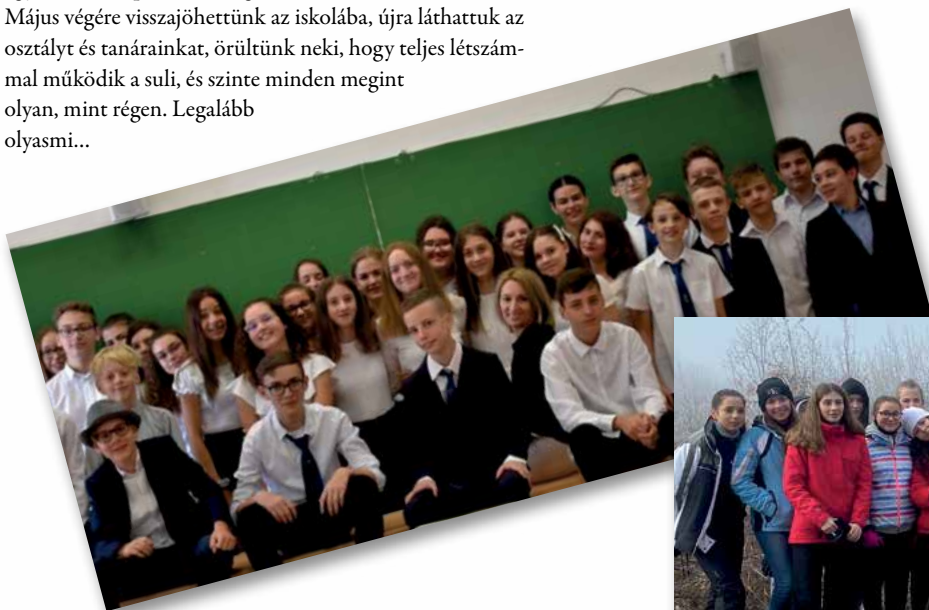 Május végére visszajöhettünk az iskolába, újra láthattuk az
osztályt és tanárainkat, örültünk neki, hogy teljes létszám-
mal működik a suli, és szinte minden megint
olyan, mint régen. Legalább
olyasmi...